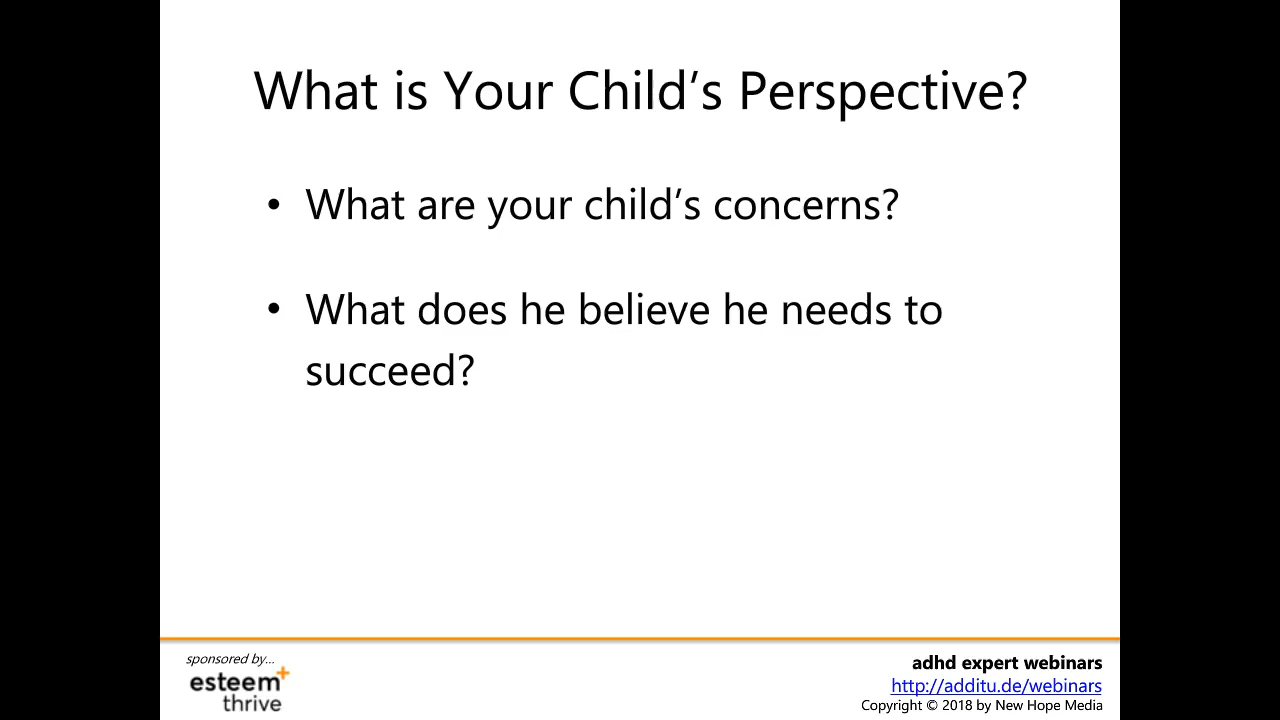 What is Your Child’s Perspective?
• What are your child’s concerns?
• What does he believe he needs to
succeed?
sponsored by...
esteem+
thrive
adhd expert webinars
http://additu.de/webinars
Copyright © 2018 by New Hope Media